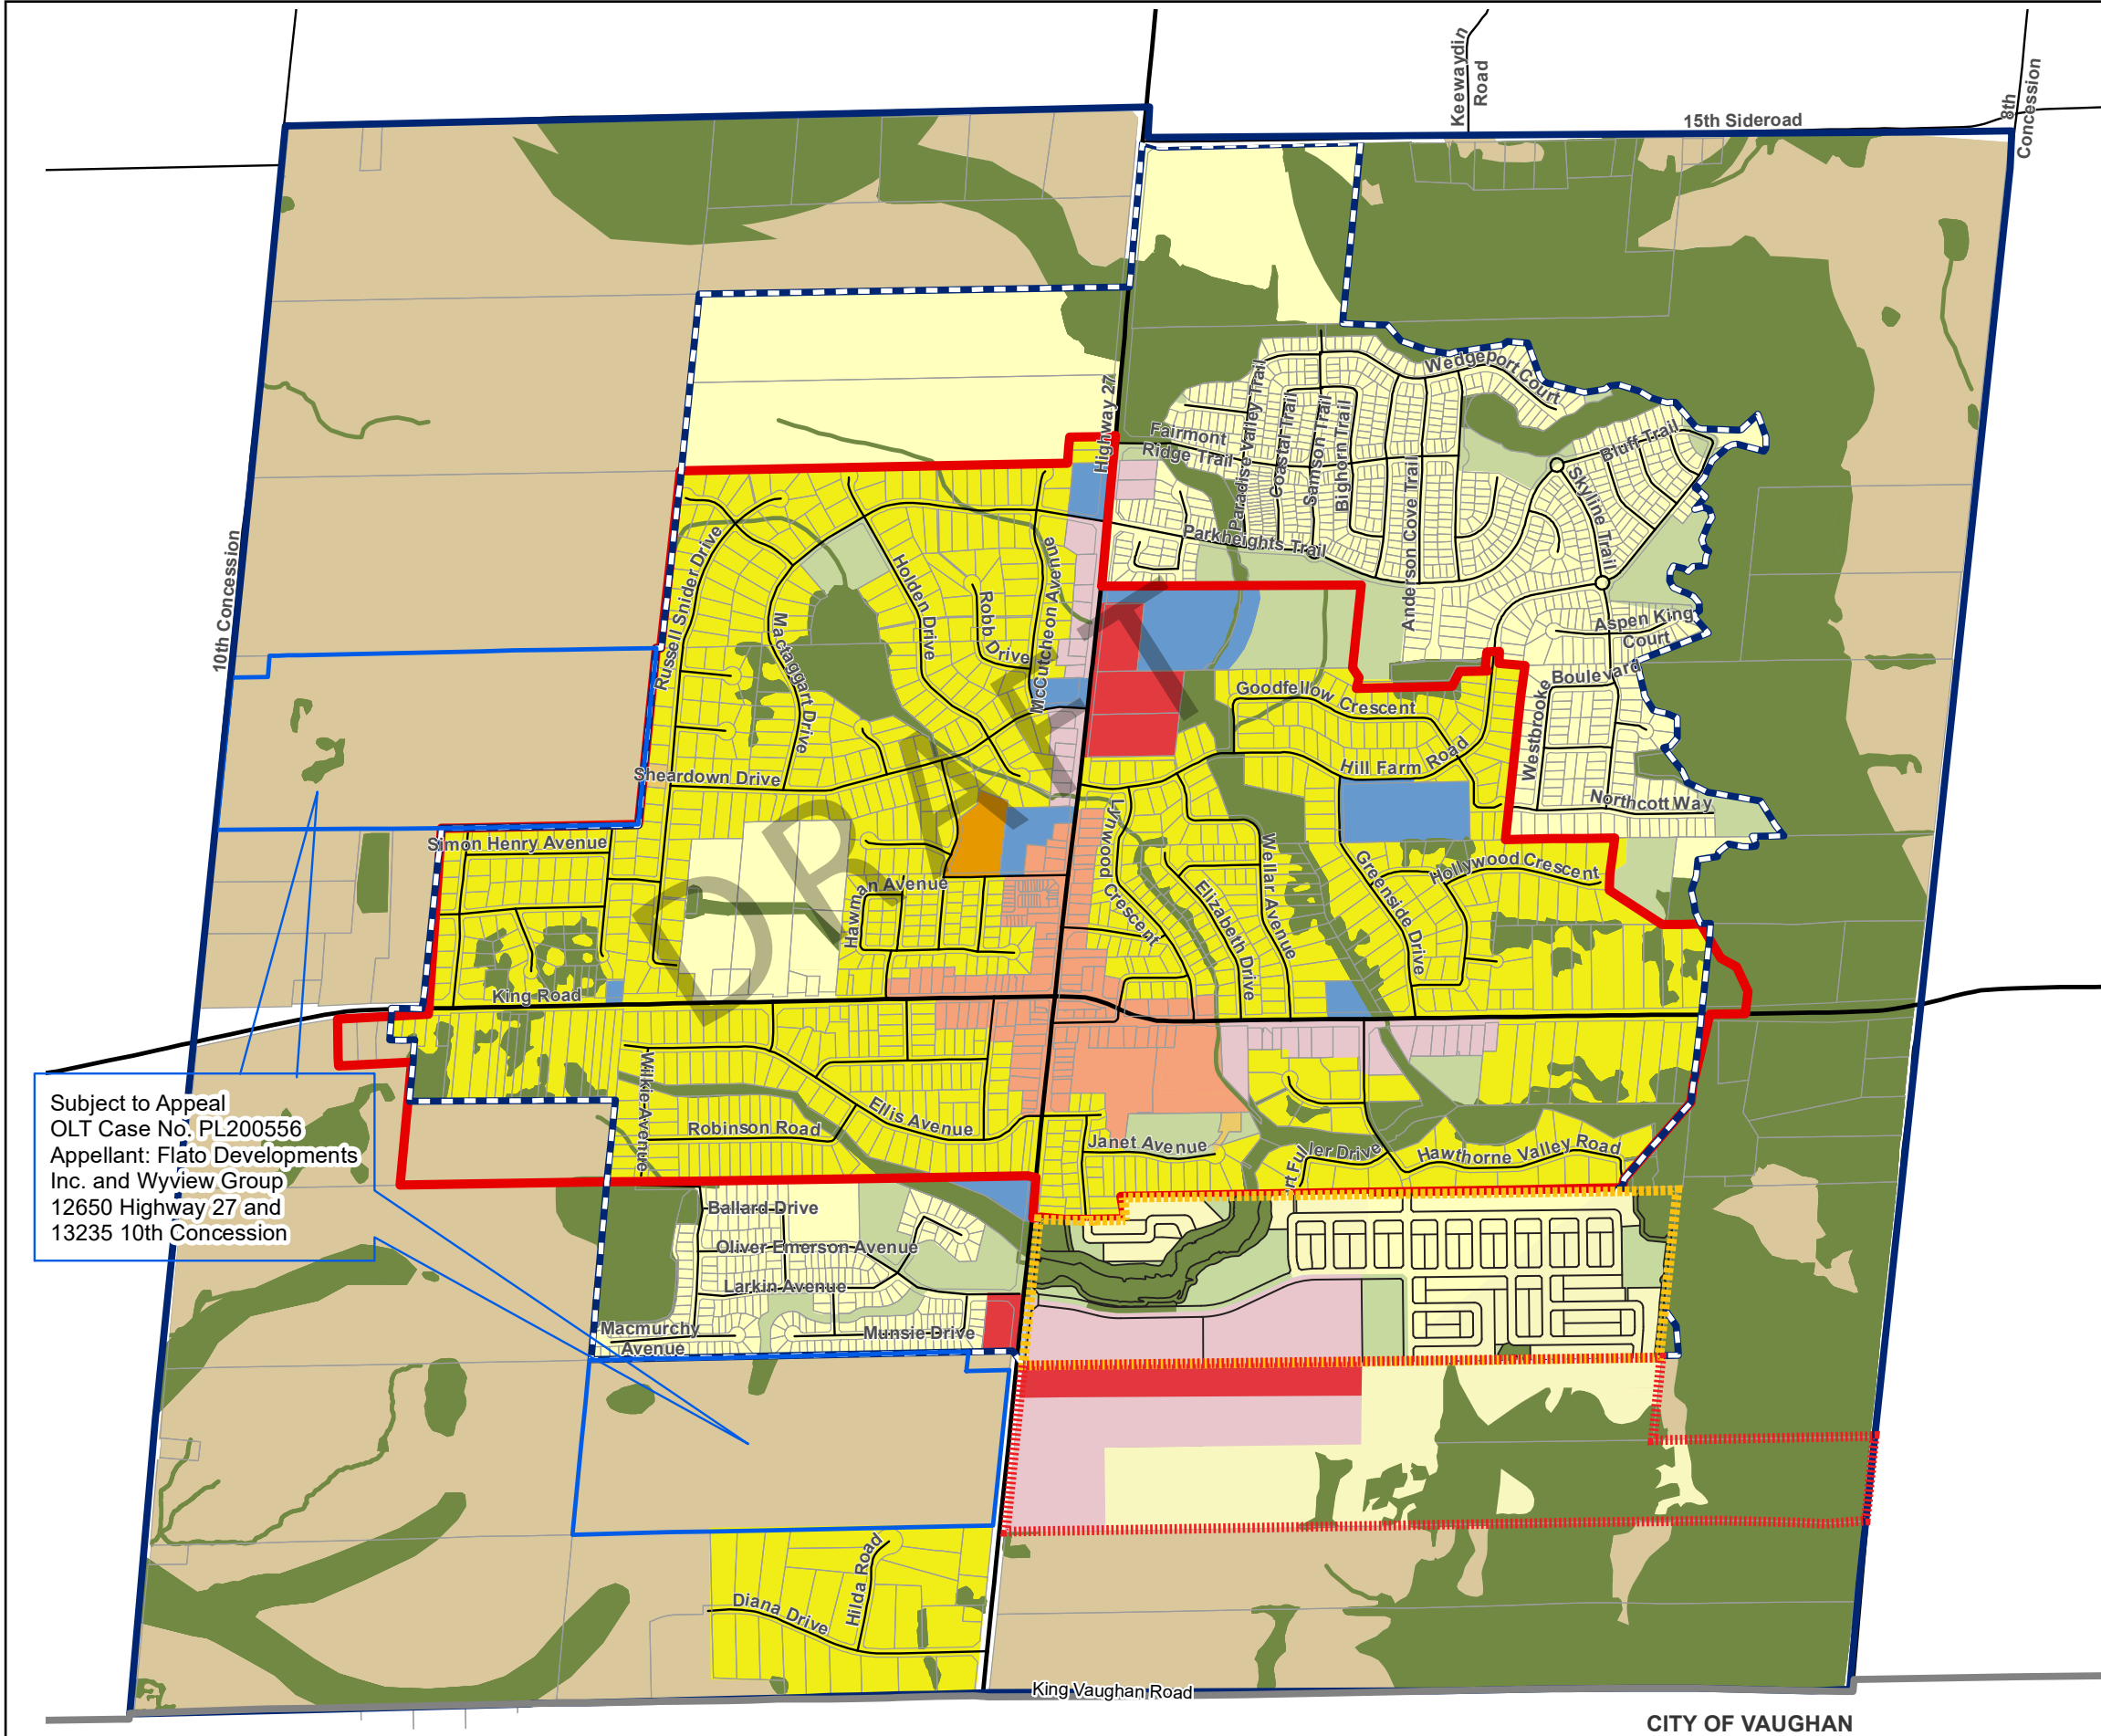 Keewaydin
Road
15th Sideroad
8th
Concession
10th Concession
Highway 27
Wedgeport Court
Fairmont
Ridge Trail
Paradise Valley Trail
Coastal Trail
Samson Trail
Bighorn Trail
Bluff Trail
Skyline Trail
Parkheights Trail
Anderson Cove Trail
Aspen King
Court
Russell Snider Drive
Mactaggart Drive
Holden Drive
Robb Drive
McCutcheon Avenue
Goodfellow Crescent
Westbrooke
Boulevard
Hill Farm Road
Northcott Way
Sheardown Drive
Simon Henry Avenue
DRAFT
Hawman Avenue
Lynwood Crescent
Elizabeth Drive
Wellar Avenue
Greenside Drive
Hollywood Crescent
King Road
Wilkie Avenue
Robinson Road
Ellis Avenue
Janet Avenue
rt Fuller Drive
Hawthorne Valley Road
Subject to Appeal
OLT Case No. PL200556
Appellant: Flato Developments
Inc. and Wyview Group
12650 Highway 27 and
13235 10th Concession
Ballard Drive
Oliver Emerson Avenue
Larkin Avenue
Macmurchy
Avenue
Munsie Drive
Hilda Road
Diana Drive
King Vaughan Road
CITY OF VAUGHAN